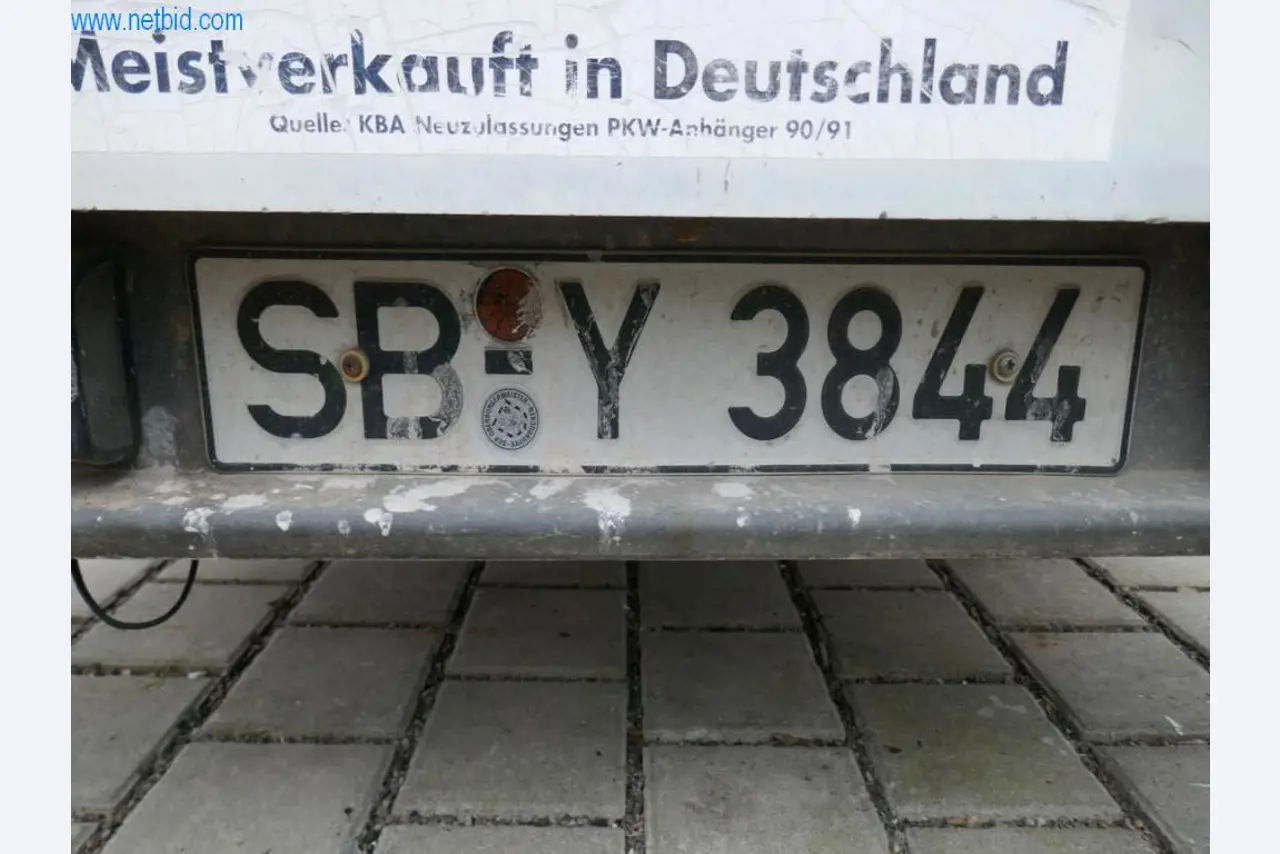 www.netbid.com
Meistverkauft in Deutschland
Quelle: KBA Neuzulassungen PKW-Anhänger 90/91
SB-Y 3844